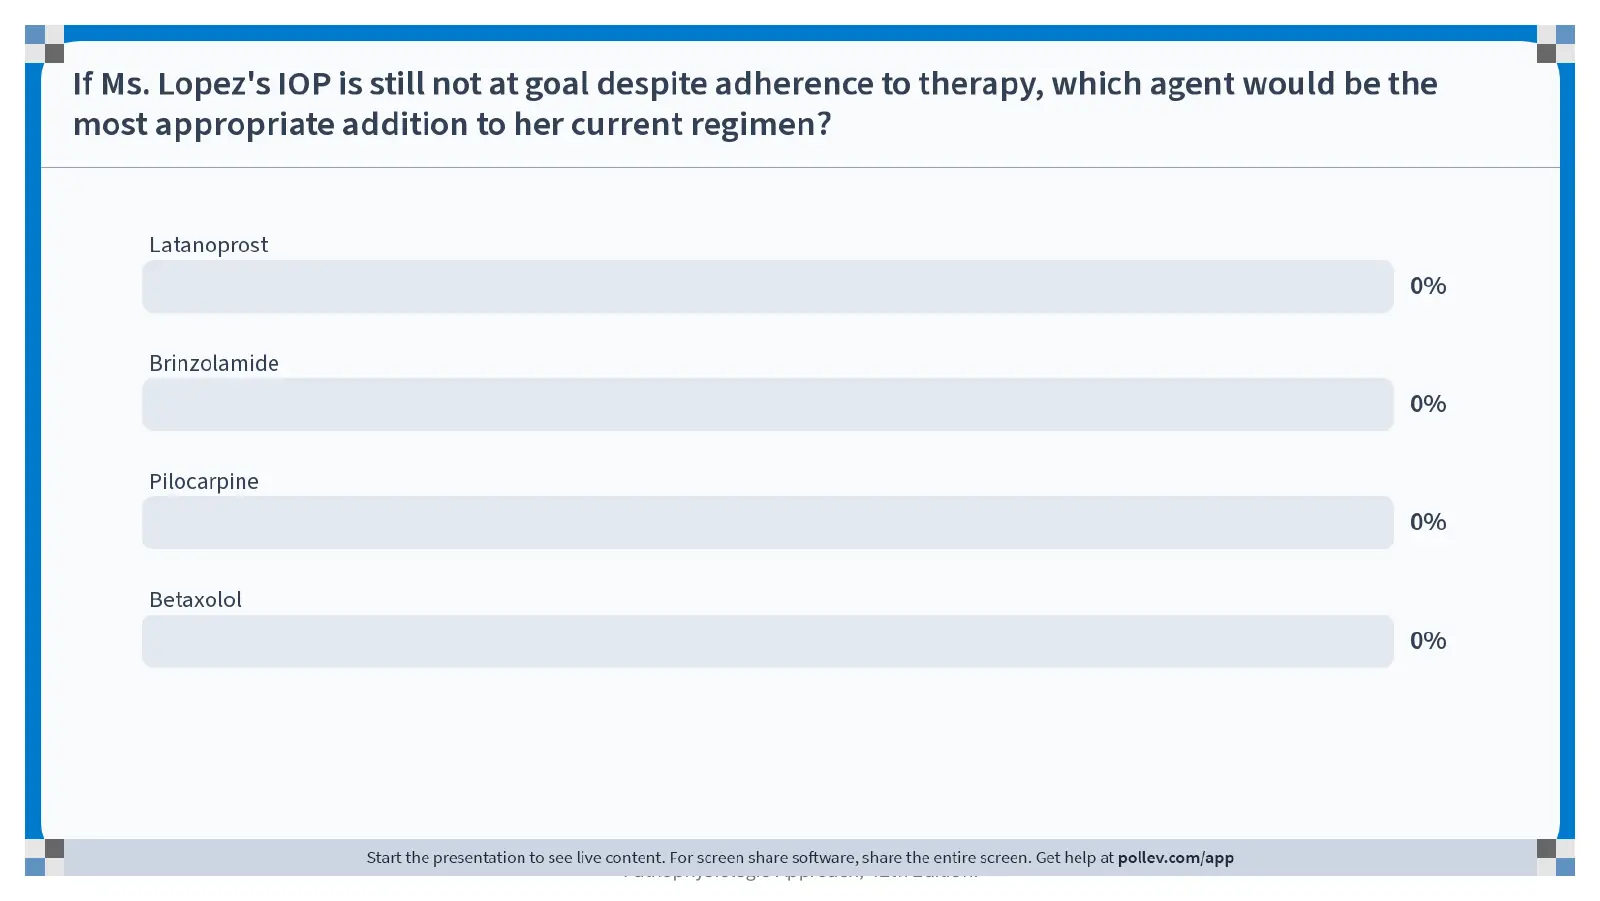 If Ms. Lopez's IOP is still not at goal despite adherence to therapy, which agent would be the
most appropriate addition to her current regimen?
Latanoprost
0%
Brinzolamide
0%
Pilocarpine
0%
Betaxolol
0%
Start the presentation to see live content. For screen share software, share the entire screen. Get help at pollev.com/app